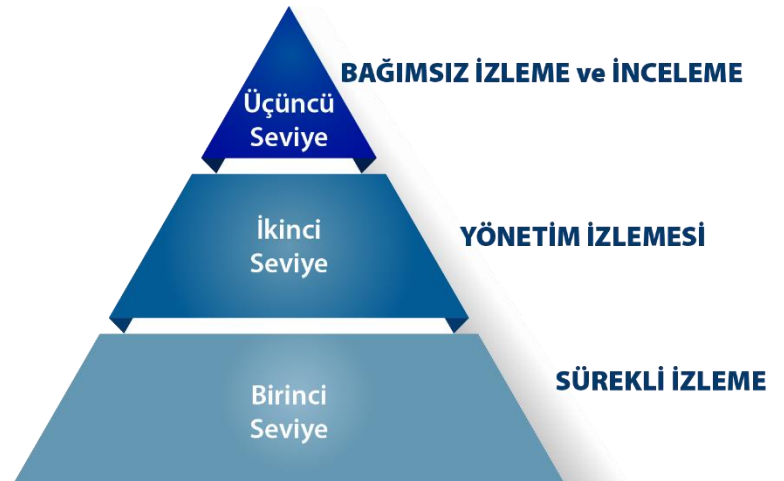 Üçüncü
Seviye
BAĞIMSIZ İZLEME ve İNCELEME
İkinci
Seviye
YÖNETİM İZLEMESİ
Birinci
Seviye
SÜREKLİ İZLEME